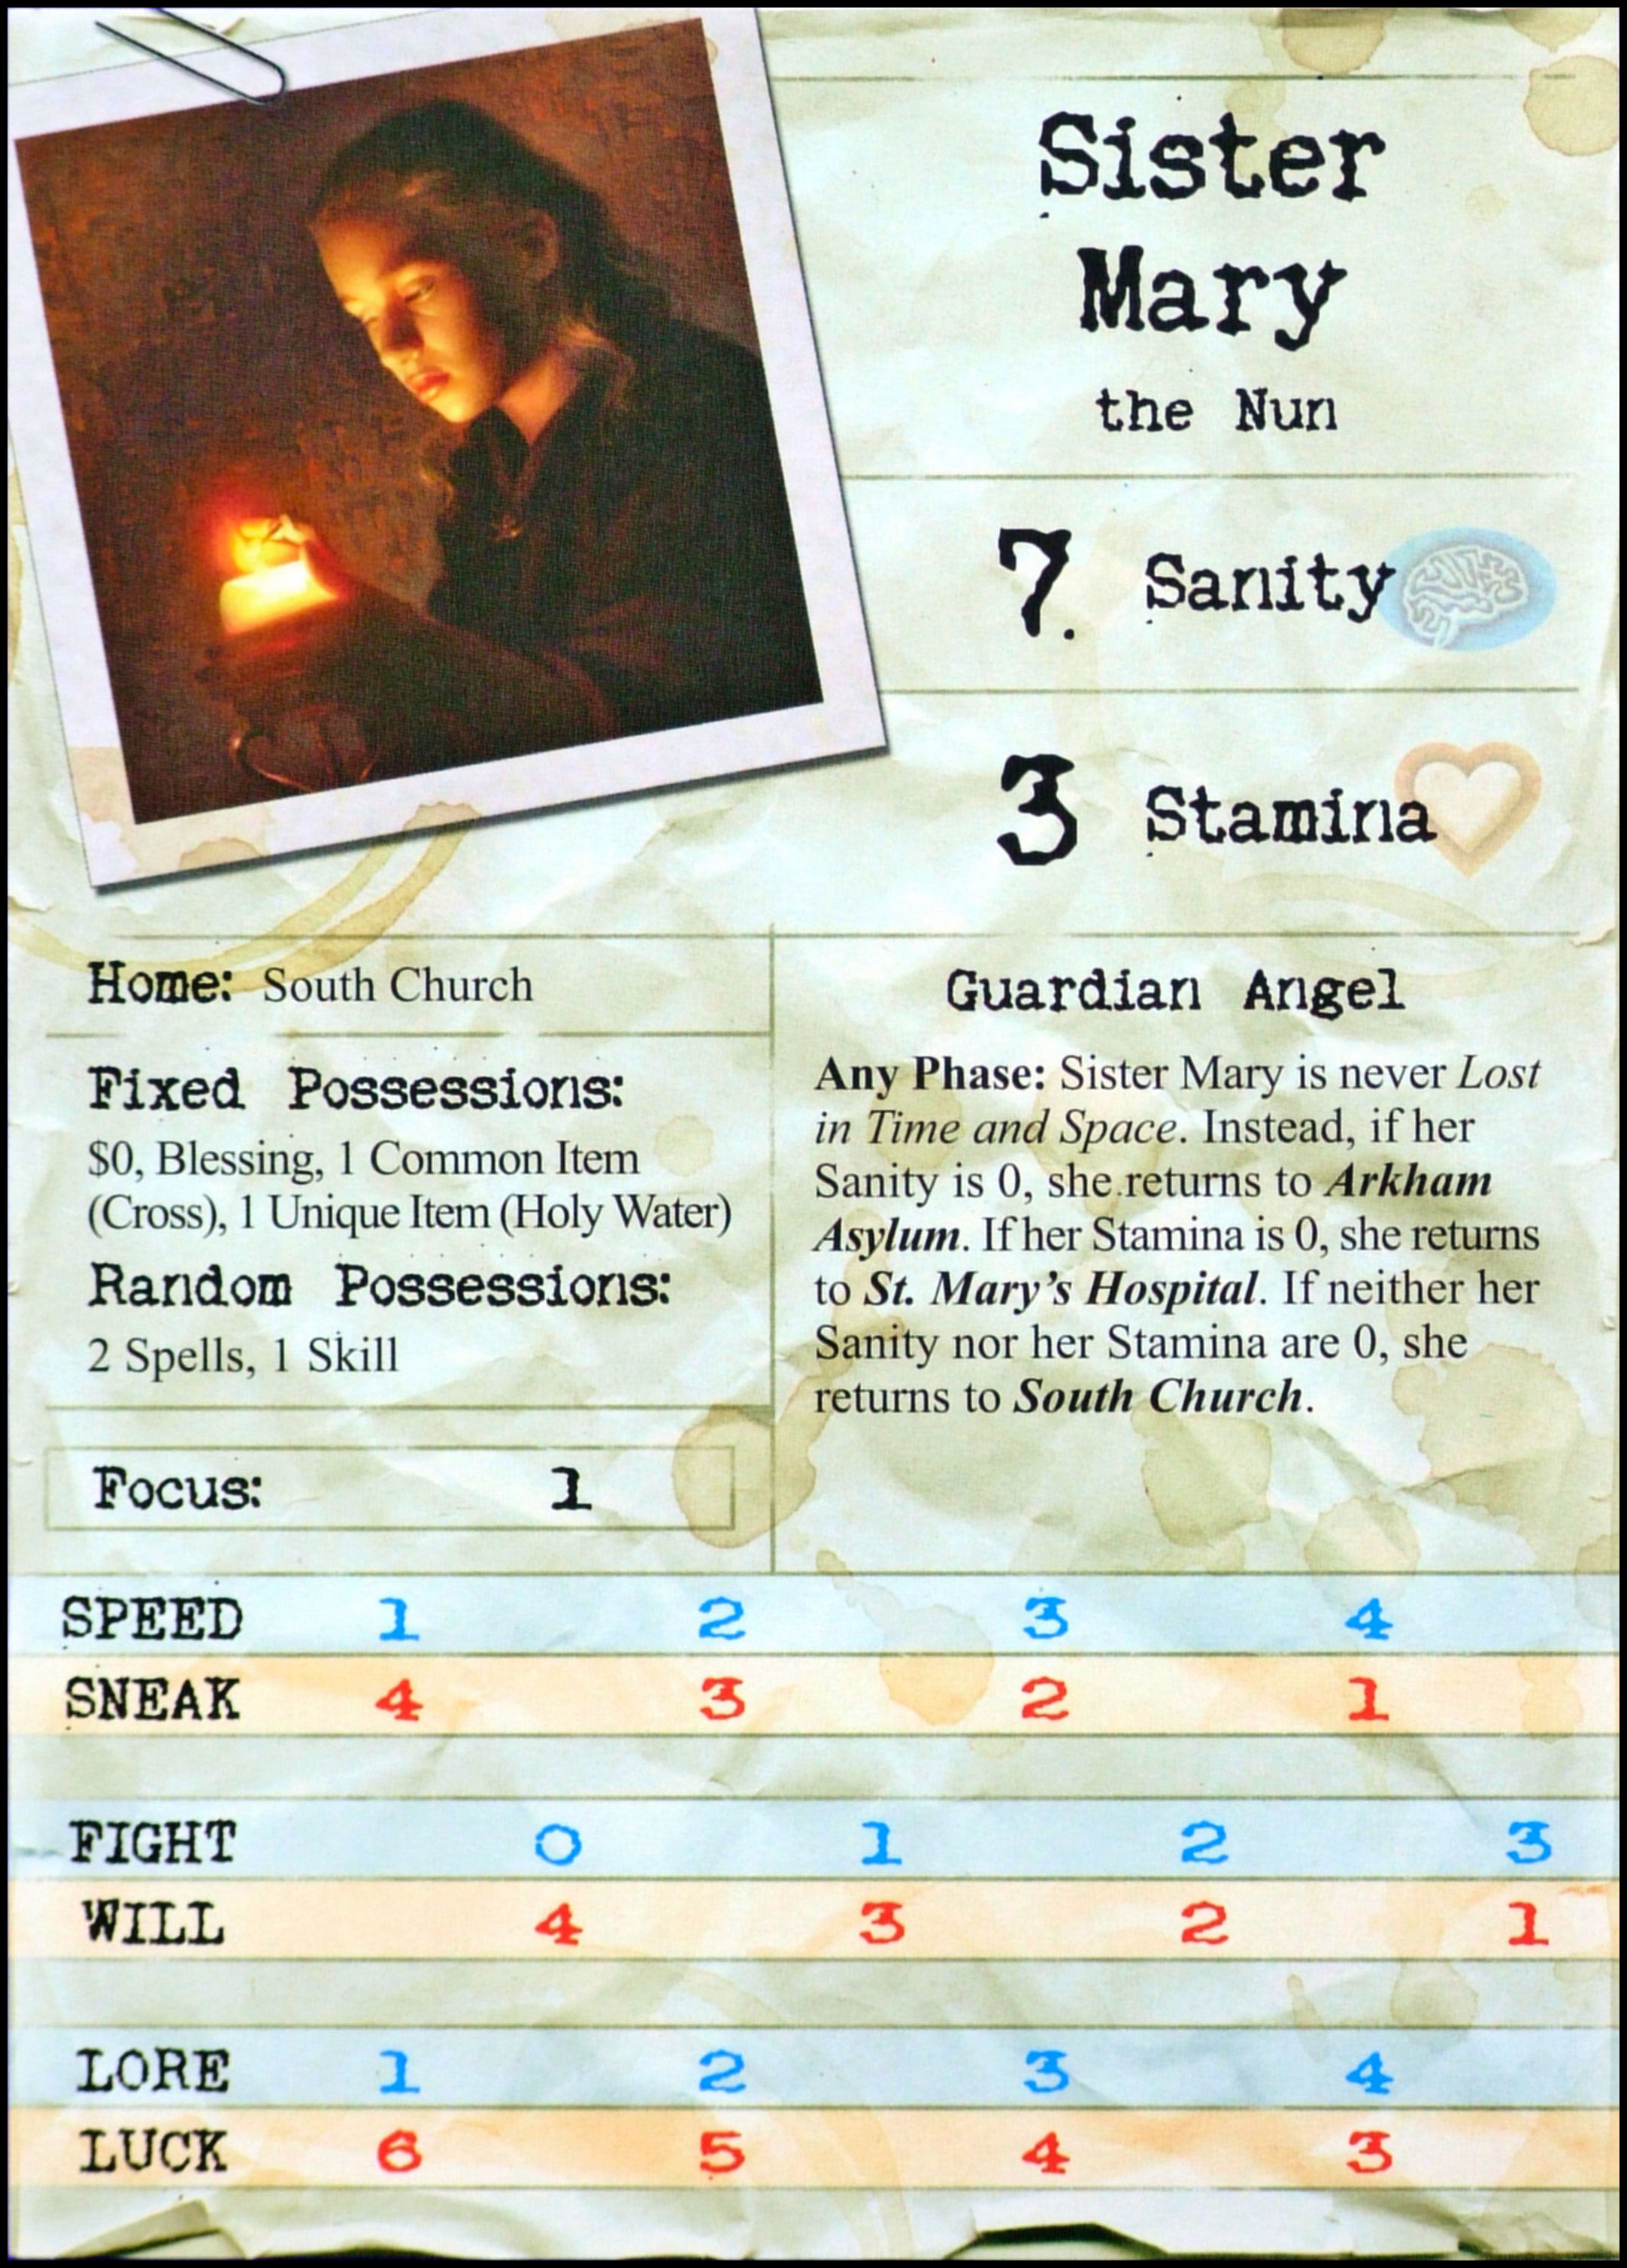 Sister
Mary
the Nun
7 Sanity
3 Stamina
Home: South Church
Fixed Possessions:
$0, Blessing, 1 Common Item
(Cross), 1 Unique Item (Holy Water)
Random Possessions:
2 Spells, 1 Skill
Focus: 1
Guardian Angel
Any Phase: Sister Mary is never Lost
in Time and Space. Instead, if her
Sanity is 0, she returns to Arkham
Asylum. If her Stamina is 0, she returns
to St. Mary's Hospital. If neither her
Sanity nor her Stamina are 0, she
returns to South Church.
SPEED 1 2 3 4
SNEAK 4 3 2 1
FIGHT 0 1 2 3
WILL 4 3 2 1
LORE 1 2 3 4
LUCK 6 5 4 3